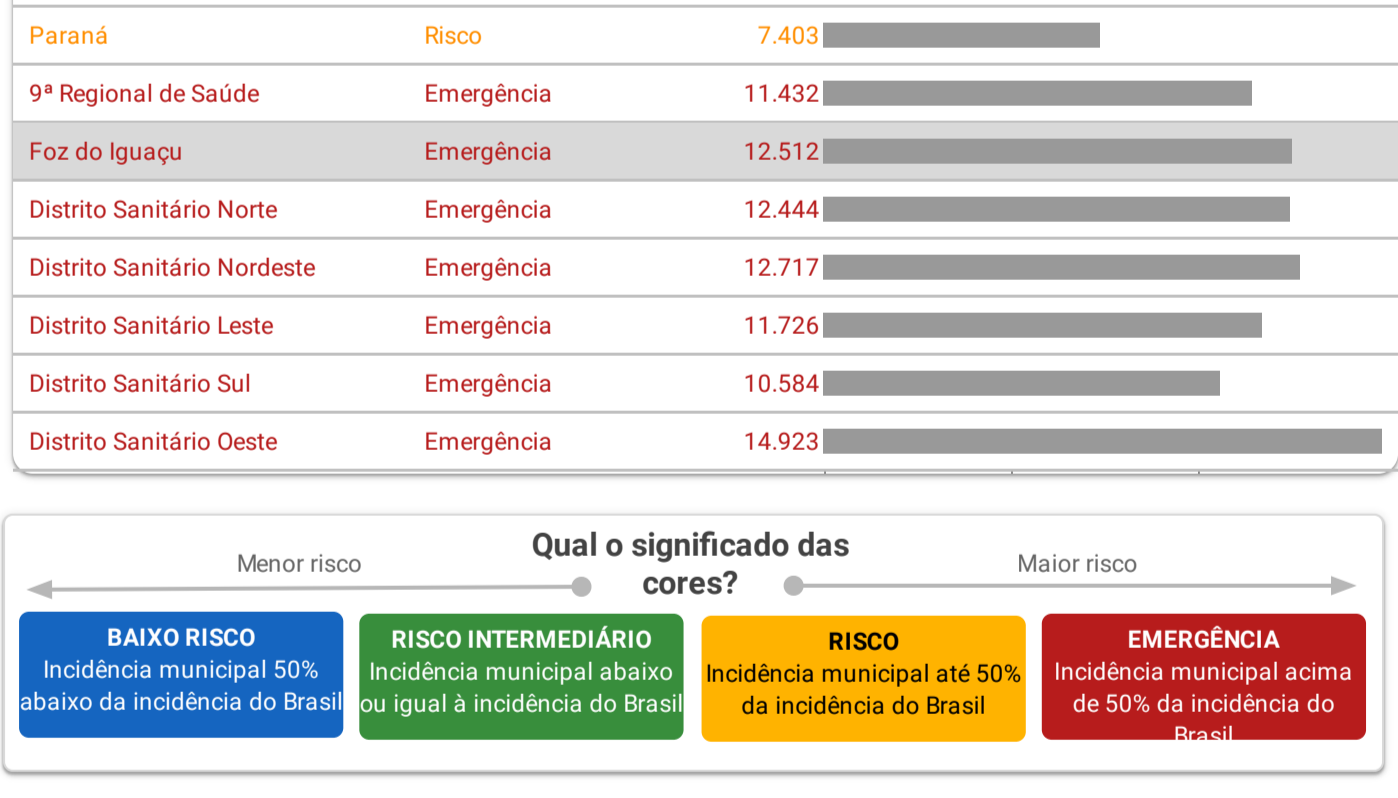 Paraná Risco 7.403
9ª Regional de Saúde Emergência 11.432
Foz do Iguaçu Emergência 12.512
Distrito Sanitário Norte Emergência 12.444
Distrito Sanitário Nordeste Emergência 12.717
Distrito Sanitário Leste Emergência 11.726
Distrito Sanitário Sul Emergência 10.584
Distrito Sanitário Oeste Emergência 14.923
Qual o significado das
cores?
Menor risco
Maior risco
BAIXO RISCO
Incidência municipal 50%
abaixo da incidência do Brasil
RISCO INTERMEDIÁRIO
Incidência municipal abaixo
ou igual à incidência do Brasil
RISCO
Incidência municipal até 50%
da incidência do Brasil
EMERGÊNCIA
Incidência municipal acima
de 50% da incidência do
Brasil